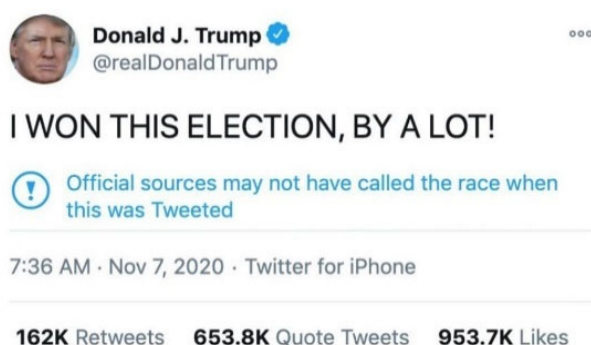 Donald J. Trump
@realDonaldTrump
I WON THIS ELECTION, BY A LOT!
Official sources may not have called the race when
this was Tweeted
7:36 AM · Nov 7, 2020 · Twitter for iPhone
162K Retweets 653.8K Quote Tweets 953.7K Likes